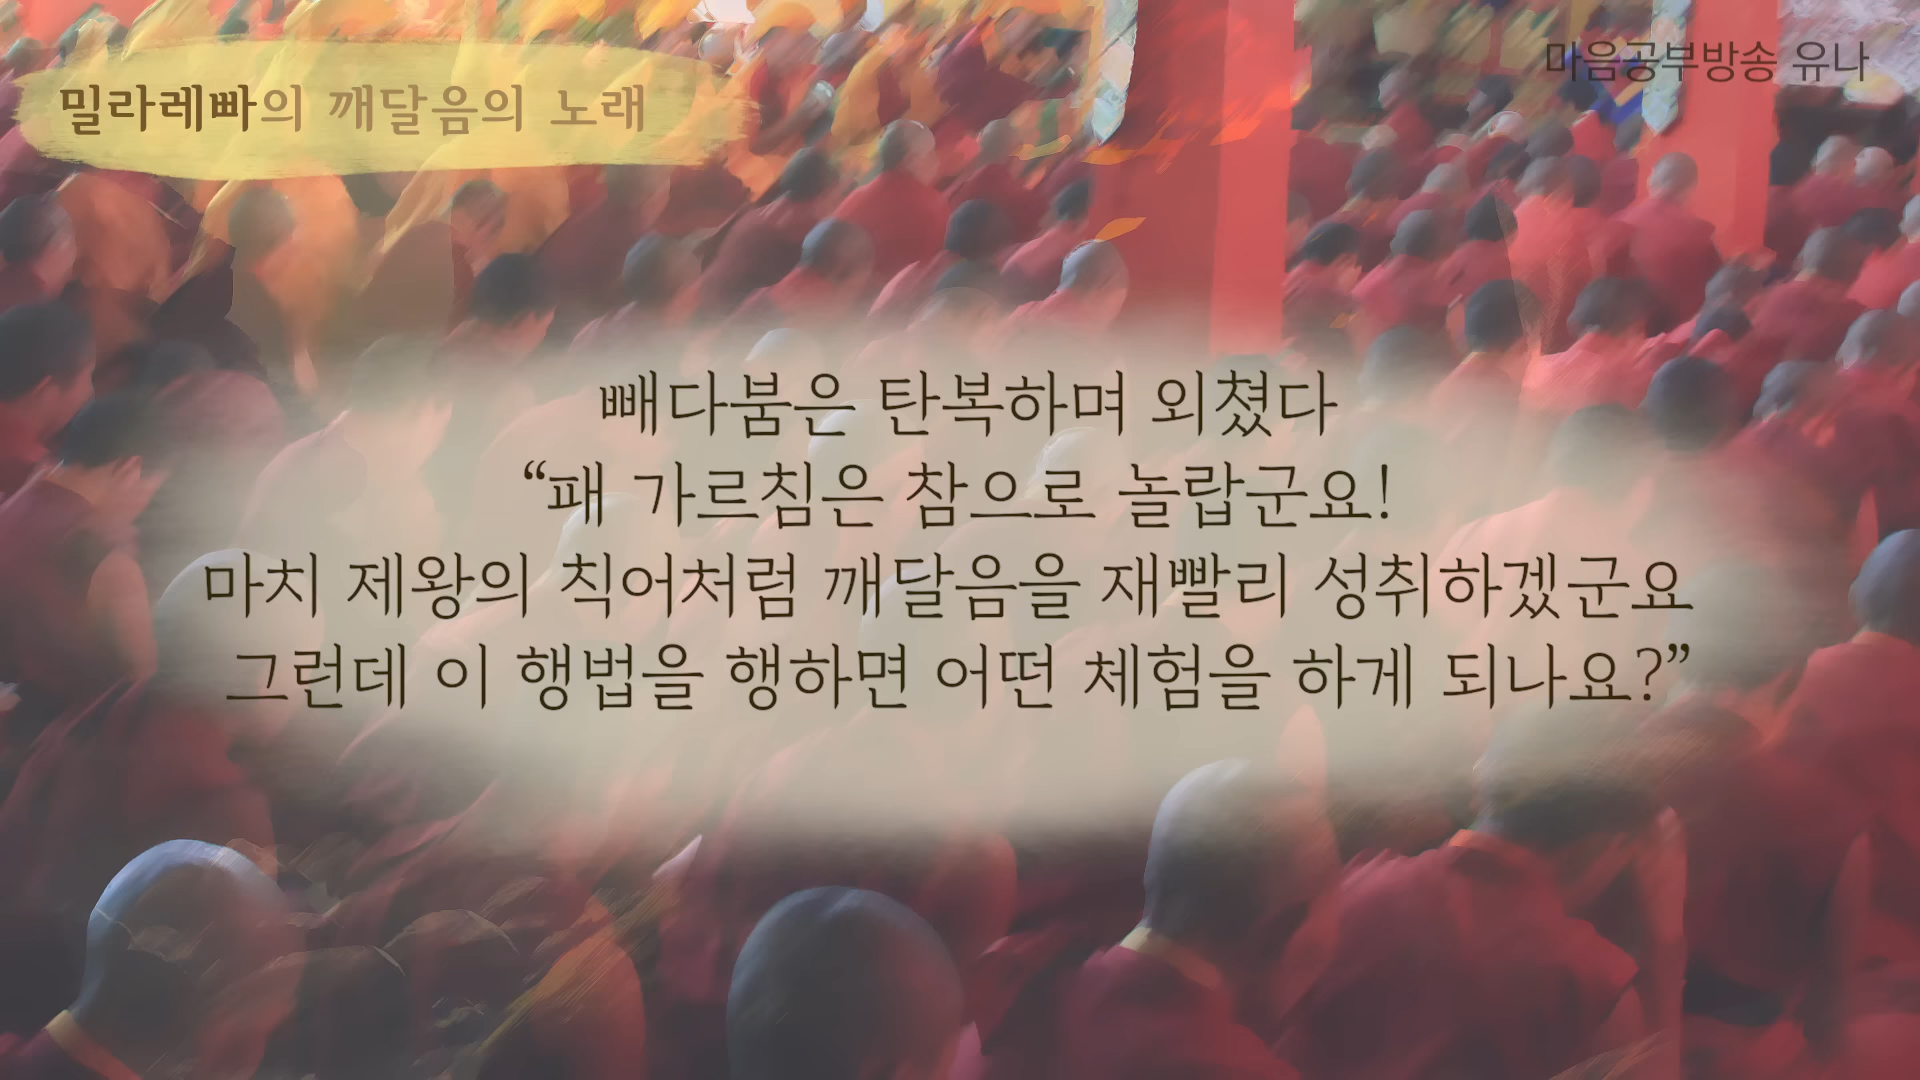 밀라레빠의 깨달음의 노래
마음공부방송 유나
빼다붐은 탄복하며 외쳤다
“패 가르침은 참으로 놀랍군요!
마치 제왕의 칙어처럼 깨달음을 재빨리 성취하겠군요
그런데 이 행법을 행하면 어떤 체험을 하게 되나요?”